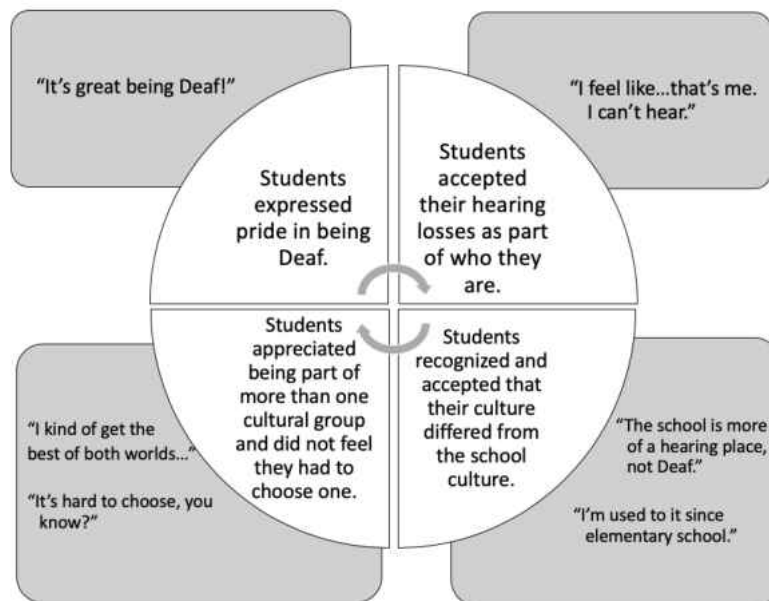 “It’s great being Deaf!”
“I feel like...that’s me.
I can’t hear.”
Students
expressed
pride in being
Deaf.
Students
accepted
their hearing
losses as part
of who they
are.
Students
appreciated
being part of
more than one
cultural group
and did not feel
they had to
choose one.
Students
recognized and
accepted that
their culture
differed from
the school
culture.
“I kind of get the
best of both worlds...”
“It’s hard to choose, you
know?”
“The school is more
of a hearing place,
not Deaf.”
“I’m used to it since
elementary school.”